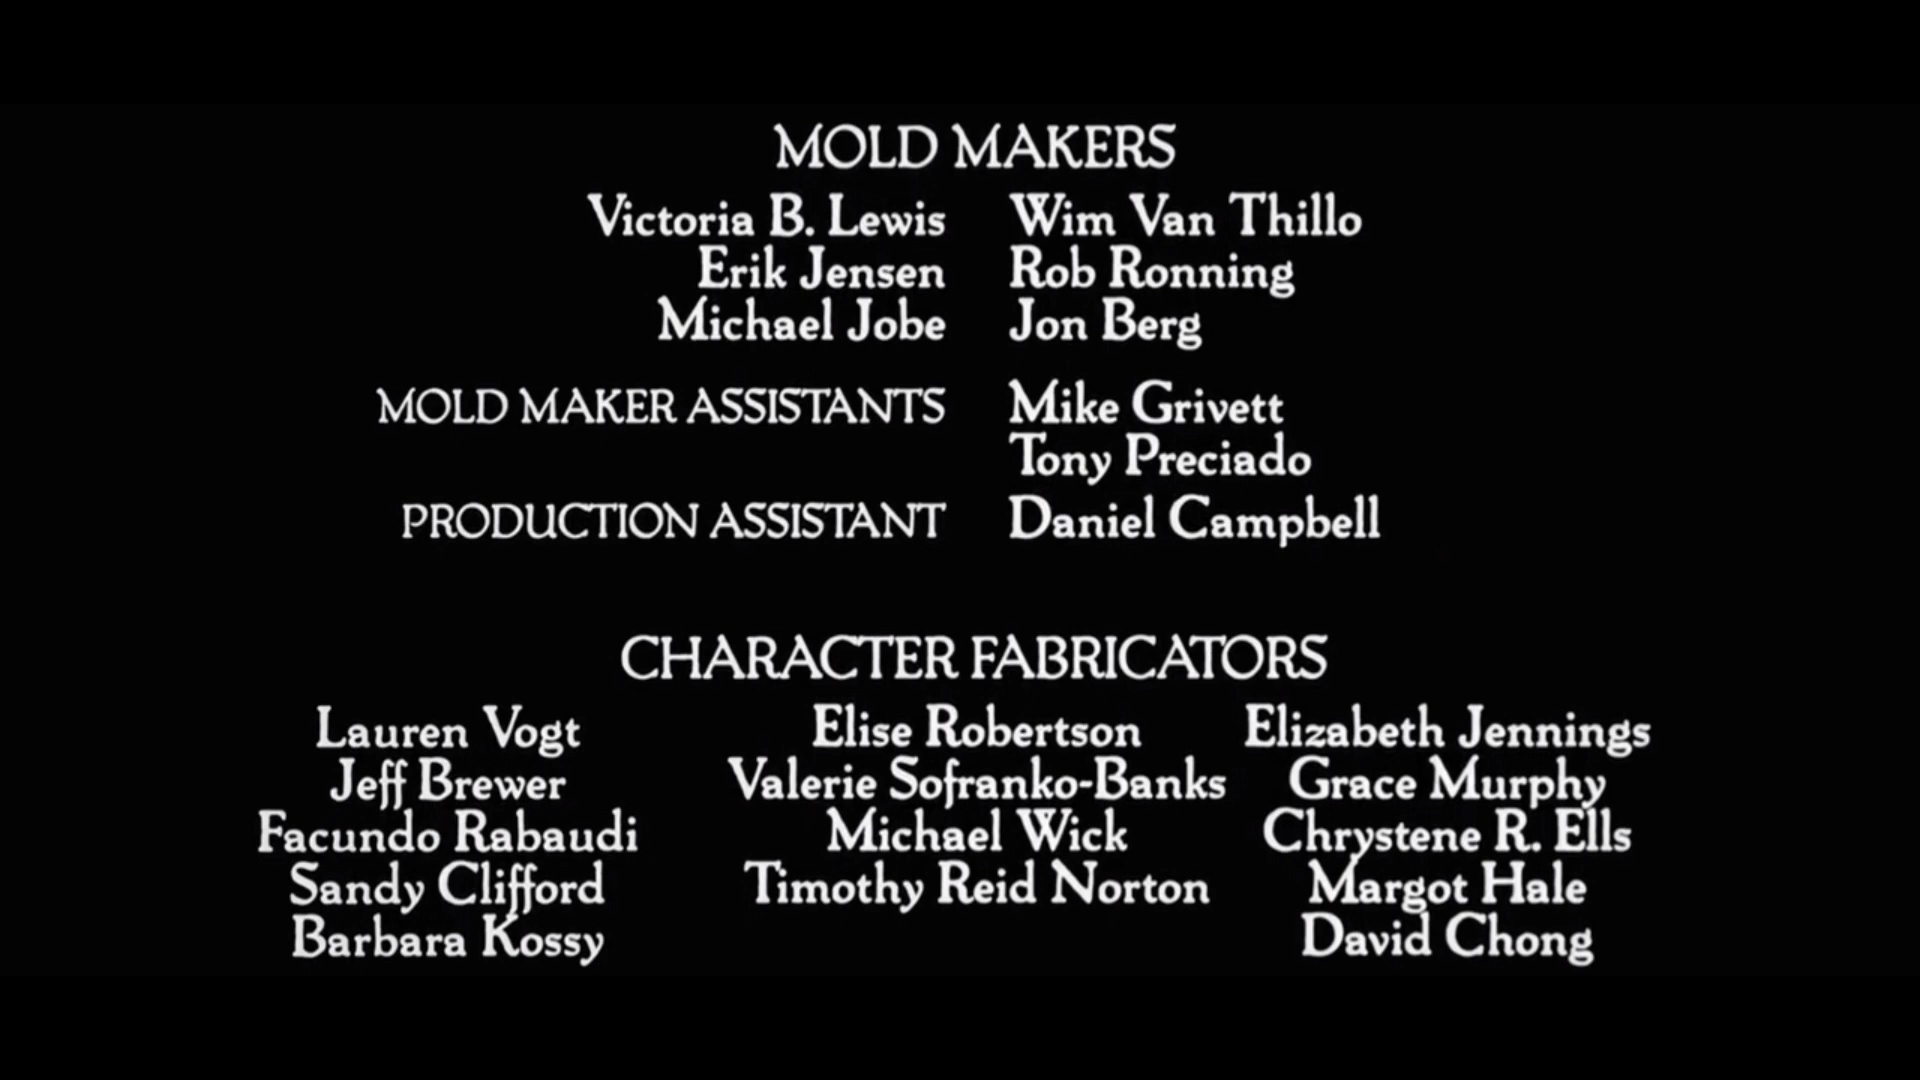 MOLD MAKERS
Victoria B. Lewis Wim Van Thillo
Erik Jensen Rob Ronning
Michael Jobe Jon Berg
MOLD MAKER ASSISTANTS Mike Grivett
Tony Preciado
PRODUCTION ASSISTANT Daniel Campbell
CHARACTER FABRICATORS
Lauren Vogt Elise Robertson Elizabeth Jennings
Jeff Brewer Valerie Sofranko-Banks Grace Murphy
Facundo Rabaudi Michael Wick Chrystene R. Ells
Sandy Clifford Timothy Reid Norton Margot Hale
Barbara Kossy David Chong